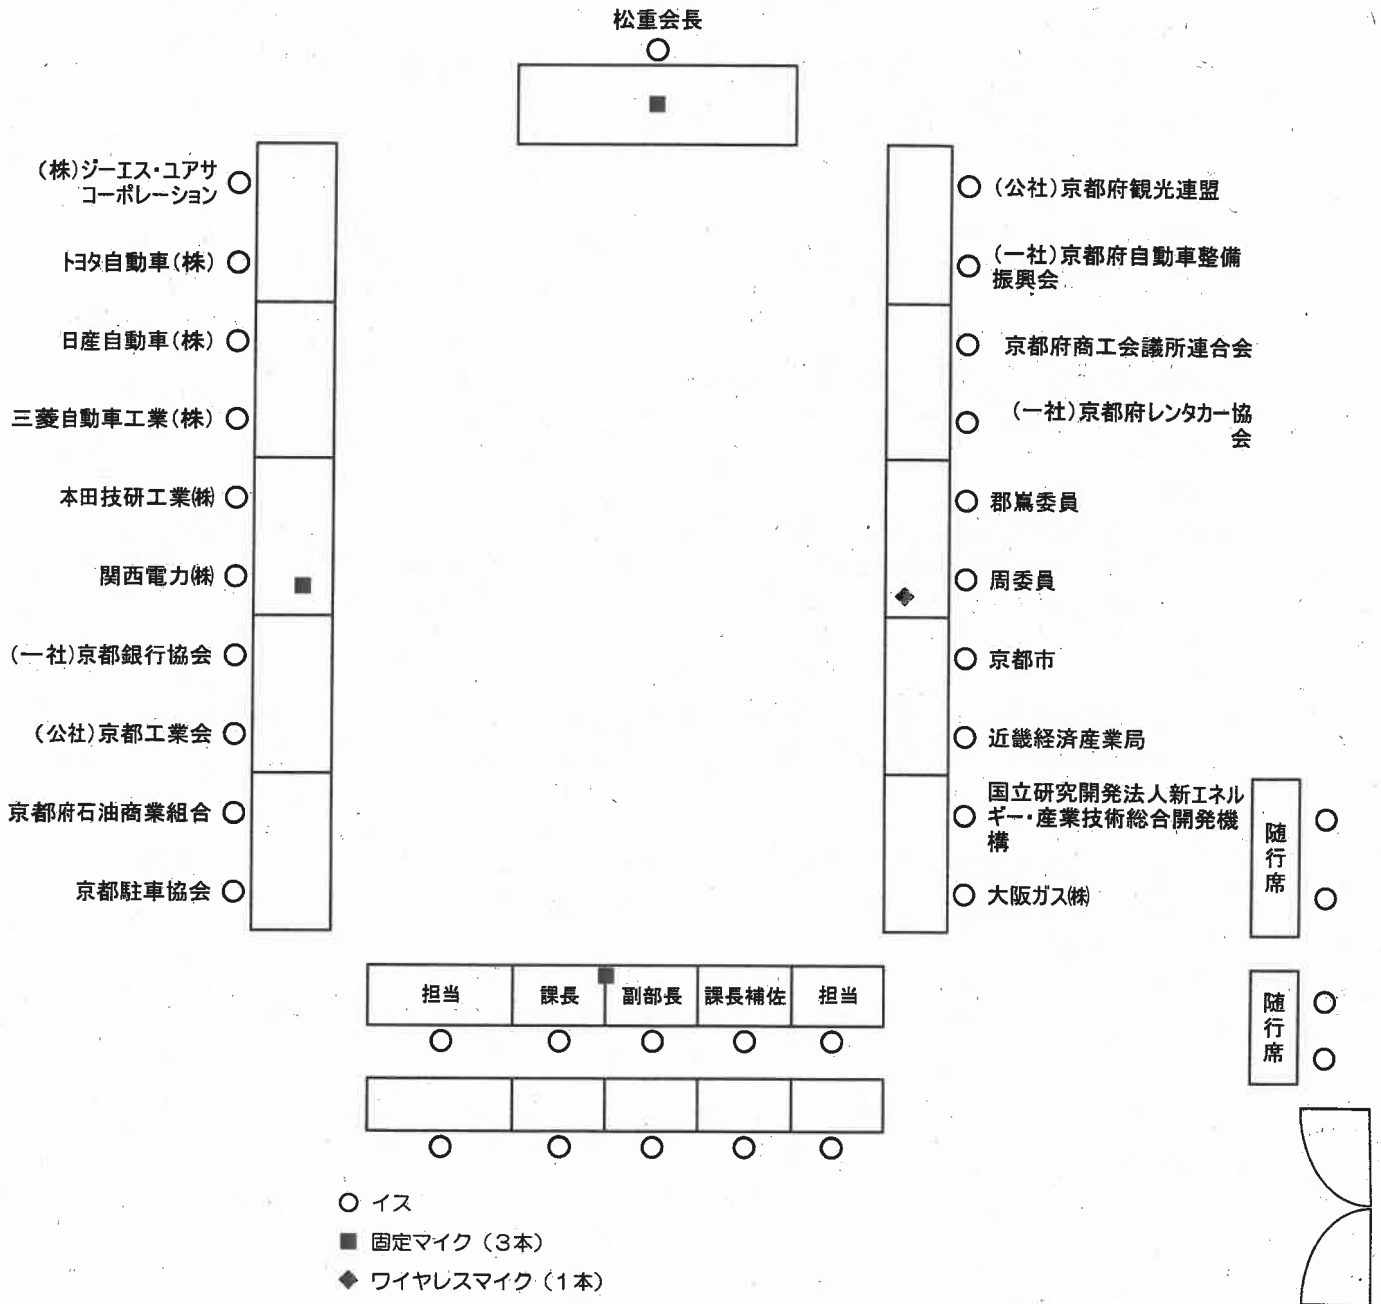 松重会長
(株)ジーエス・ユアサ
コーポレーション
トヨタ自動車(株)
日産自動車(株)
三菱自動車工業(株)
本田技研工業㈱
関西電力㈱
(一社)京都銀行協会
(公社)京都工業会
京都府石油商業組合
京都駐車協会
(公社)京都府観光連盟
(一社)京都府自動車整備
振興会
京都府商工会議所連合会
(一社)京都府レンタカー協
会
郡嶌委員
周委員
京都市
近畿経済産業局
国立研究開発法人新エネル
ギー・産業技術総合開発機
構
大阪ガス㈱
随行席
随行席
担当 課長 副部長 課長補佐 担当
イス
固定マイク（3本）
ワイヤレスマイク（1本）